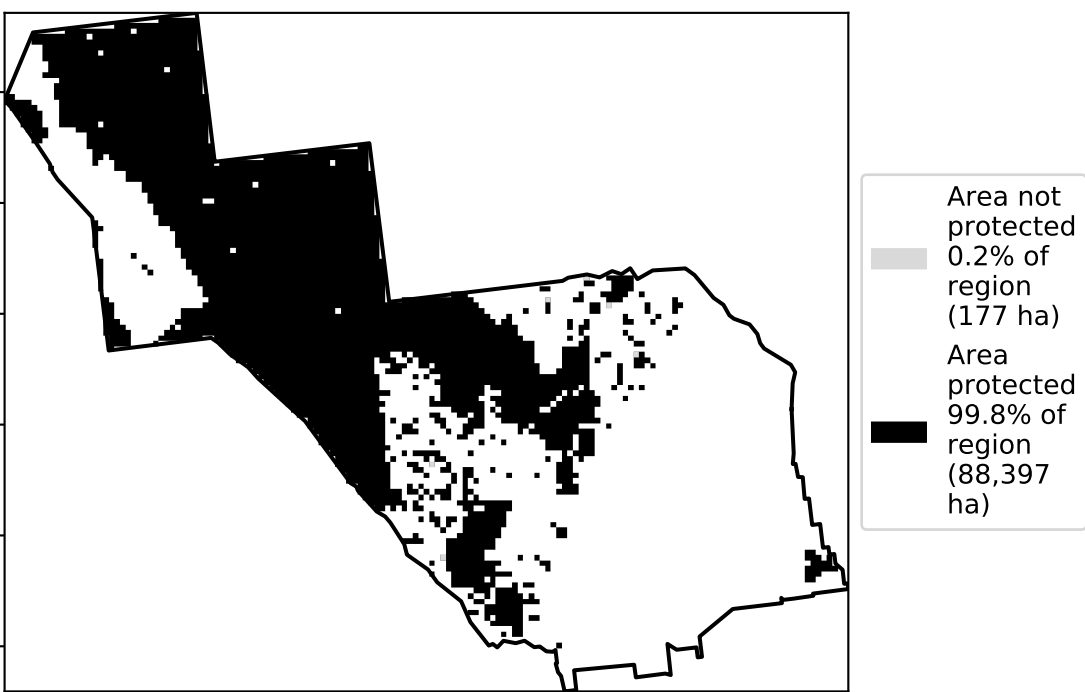 Area not
protected
0.2% of
region
(177 ha)
Area
protected
99.8% of
region
(88,397
ha)